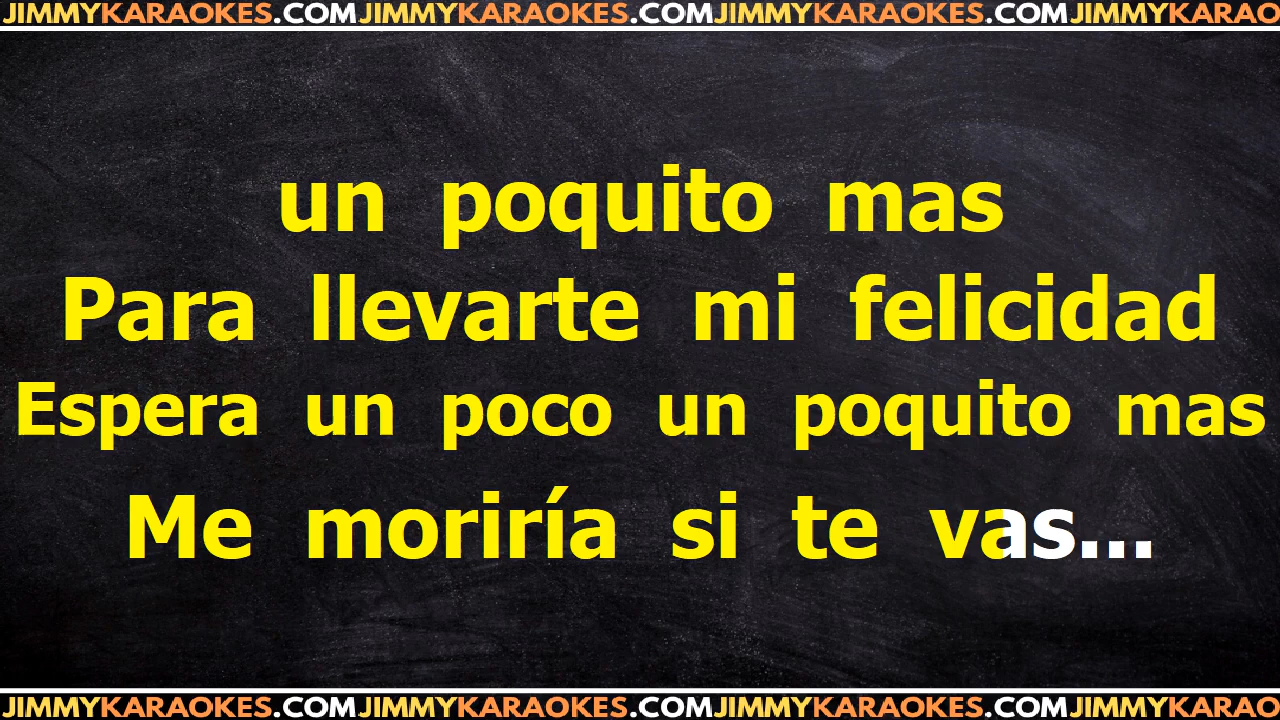 JIMMYKARAOKES.COMJIMMYKARAOKES.COMJIMMYKARAOKES.COMJIMMYKARAO
un poquito mas
Para llevarte mi felicidad
Espera un poco un poquito mas
Me moriría si te vas...
JIMMYKARAOKES.COMJIMMYKARAOKES.COMJIMMYKARAOKES.COMJIMMYKARAO